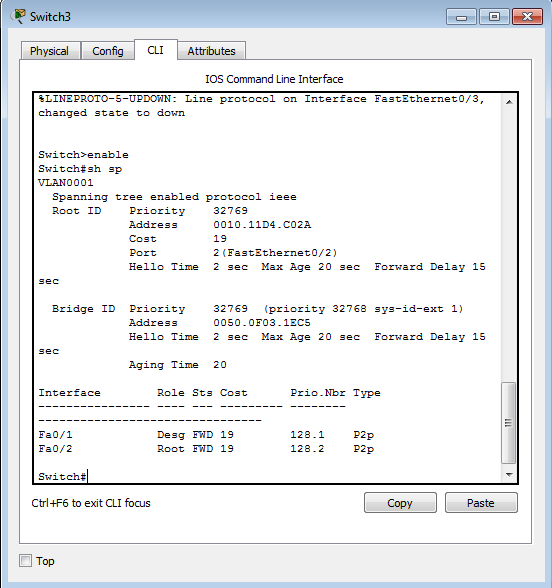 Switch3
Physical Config CLI Attributes
IOS Command Line Interface
%LINEPROTO-5-UPDOWN: Line protocol on Interface FastEthernet0/3,
changed state to down
Switch>enable
Switch#sh sp
VLAN0001
  Spanning tree enabled protocol ieee
  Root ID    Priority    32769
             Address     0010.11D4.C02A
             Cost        19
             Port        2(FastEthernet0/2)
             Hello Time  2 sec  Max Age 20 sec  Forward Delay 15
sec
  Bridge ID  Priority    32769  (priority 32768 sys-id-ext 1)
             Address     0050.0F03.1EC5
             Hello Time  2 sec  Max Age 20 sec  Forward Delay 15
sec
             Aging Time  20
Interface        Role Sts Cost      Prio.Nbr Type
---------------- ---- --- --------- --------
--------------------------------
Fa0/1            Desg FWD 19        128.1    P2p
Fa0/2            Root FWD 19        128.2    P2p
Switch#
Ctrl+F6 to exit CLI focus Copy Paste
Top